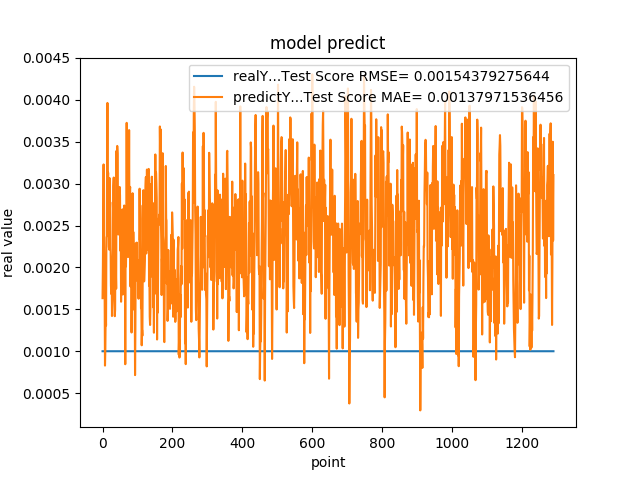 model predict
0.0045
realY...Test Score RMSE= 0.00154379275644
predictY...Test Score MAE= 0.00137971536456
0.0040
0.0035
0.0030
0.0025
0.0020
0.0015
0.0010
0.0005
real value
0 200 400 600 800 1000 1200
point